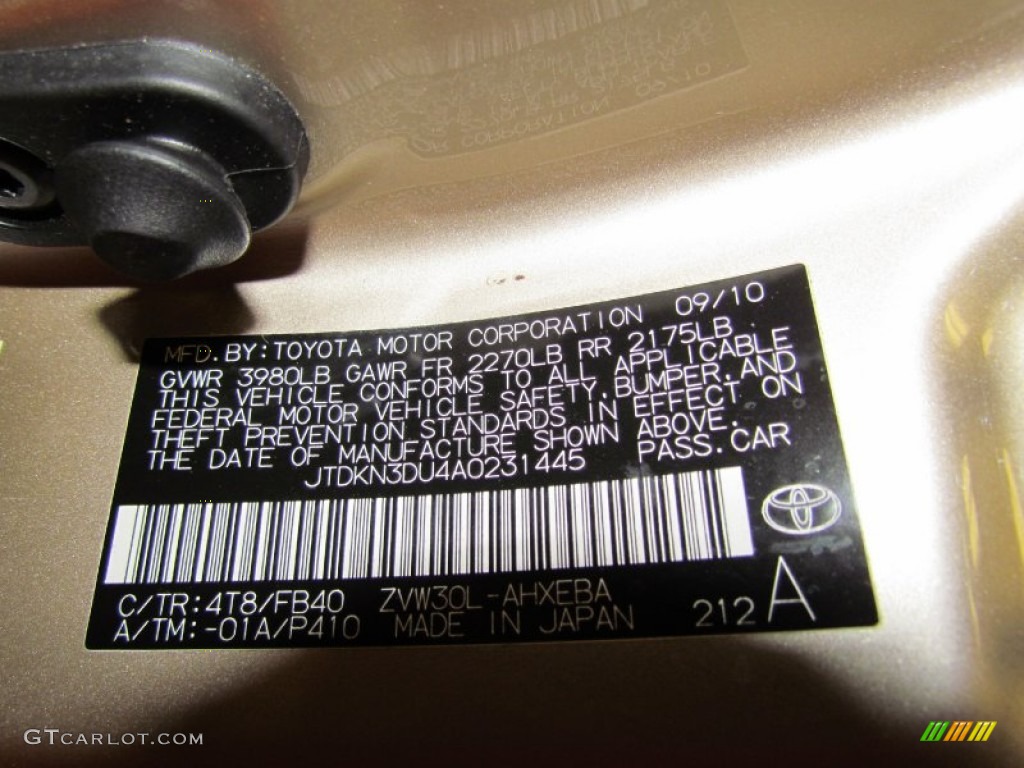 MFD. BY: TOYOTA MOTOR CORPORATION 09/10
GVWR 3980LB GAWR FR 2270LB RR 2175LB
THIS VEHICLE CONFORMS TO ALL APPLICABLE
FEDERAL MOTOR VEHICLE SAFETY, BUMPER, AND
THEFT PREVENTION STANDARDS IN EFFECT ON
THE DATE OF MANUFACTURE SHOWN ABOVE.
JTDKN3DU4A0231445 PASS. CAR
C/TR: 4T8/FB40 ZVW30L-AHXEBA
A/TM: -01A/P410 MADE IN JAPAN 212 A
GTCARLOT.COM